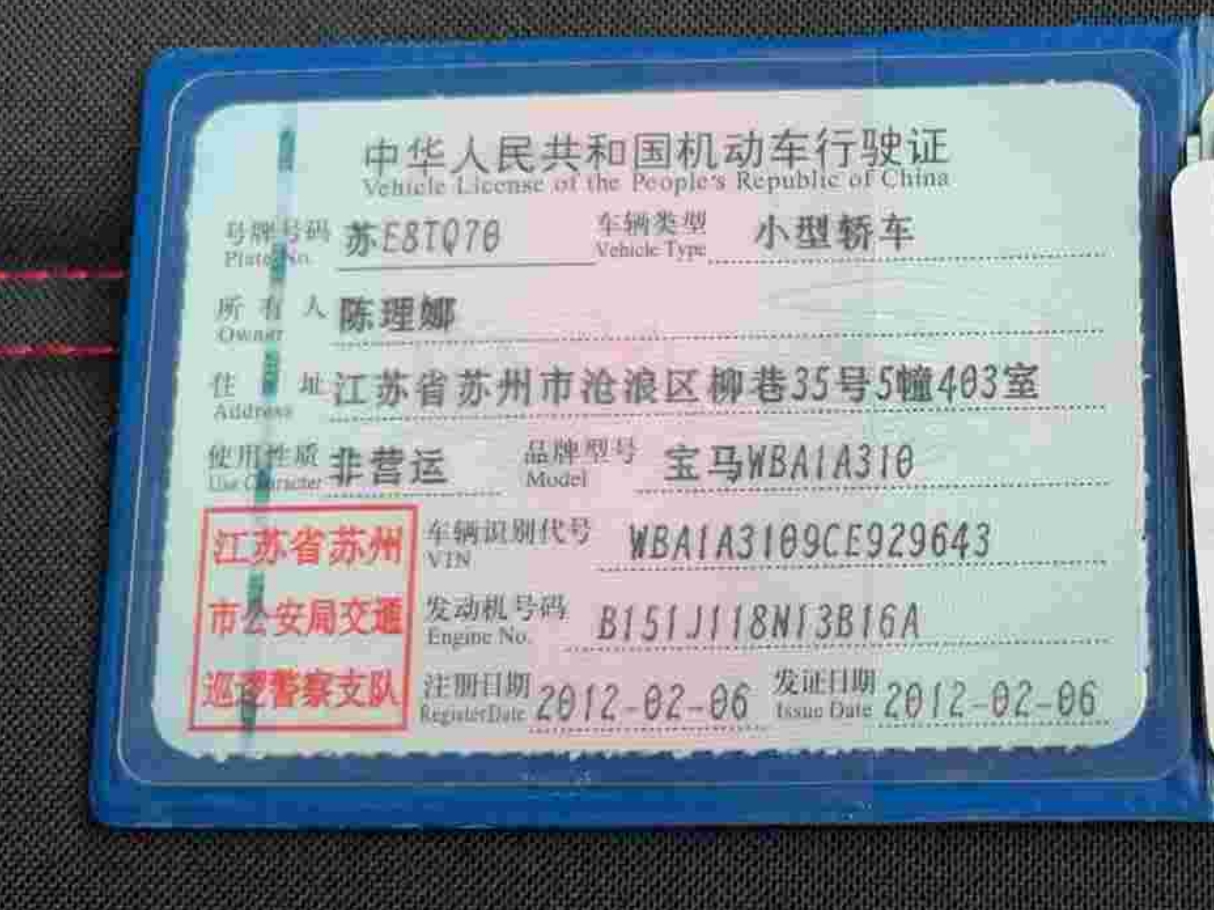 中华人民共和国机动车行驶证
Vehicle License of the People's Republic of China
号牌号码 苏E8TQ70 车辆类型 小型轿车
Plate No. Vehicle Type
所有人 陈理娜
Owner
住址 江苏省苏州市沧浪区柳巷35号5幢403室
Address
使用性质 非营运 品牌型号 宝马WBA1A310
Use Character Model
江苏省苏州
市公安局交通
巡逻警察支队
车辆识别代号 WBA1A3109CE929643
VIN
发动机号码 B151J118N13B16A
Engine No.
注册日期 2012-02-06 发证日期 2012-02-06
Register Date Issue Date